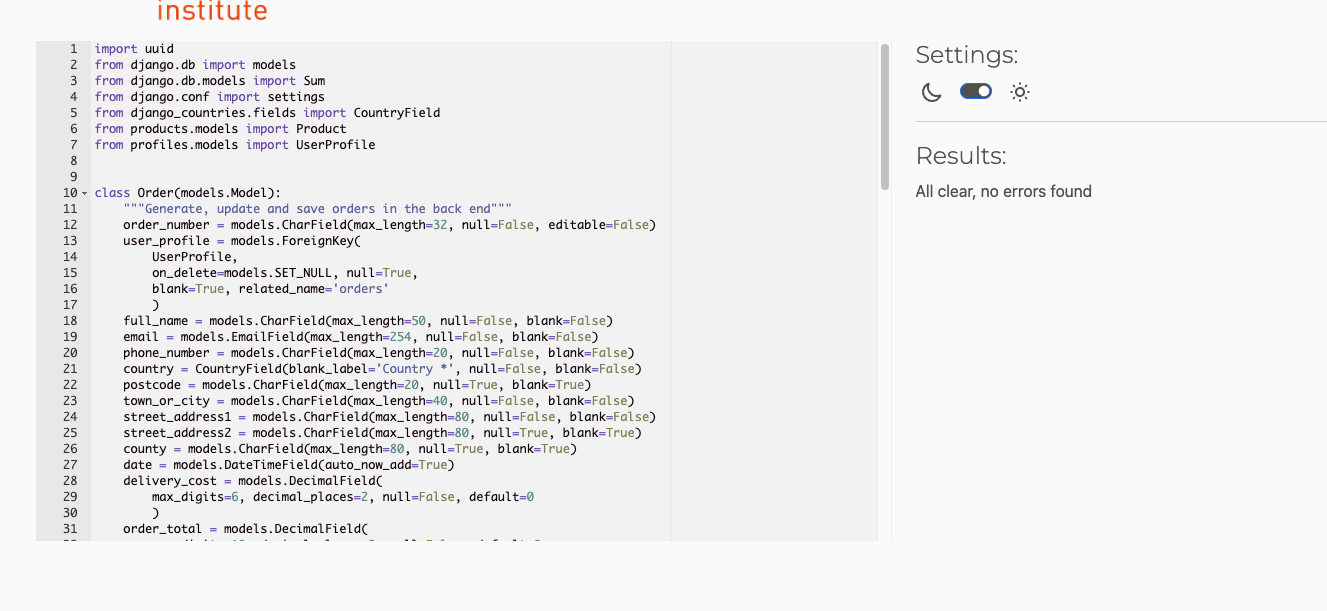 institute
1 import uuid
2 from django.db import models
3 from django.db.models import Sum
4 from django.conf import settings
5 from django_countries.fields import CountryField
6 from products.models import Product
7 from profiles.models import UserProfile
8
9
10 class Order(models.Model):
11     """Generate, update and save orders in the back end"""
12     order_number = models.CharField(max_length=32, null=False, editable=False)
13     user_profile = models.ForeignKey(
14         UserProfile,
15         on_delete=models.SET_NULL, null=True,
16         blank=True, related_name='orders'
17         )
18     full_name = models.CharField(max_length=50, null=False, blank=False)
19     email = models.EmailField(max_length=254, null=False, blank=False)
20     phone_number = models.CharField(max_length=20, null=False, blank=False)
21     country = CountryField(blank_label='Country *', null=False, blank=False)
22     postcode = models.CharField(max_length=20, null=True, blank=True)
23     town_or_city = models.CharField(max_length=40, null=False, blank=False)
24     street_address1 = models.CharField(max_length=80, null=False, blank=False)
25     street_address2 = models.CharField(max_length=80, null=True, blank=True)
26     county = models.CharField(max_length=80, null=True, blank=True)
27     date = models.DateTimeField(auto_now_add=True)
28     delivery_cost = models.DecimalField(
29         max_digits=6, decimal_places=2, null=False, default=0
30         )
31     order_total = models.DecimalField(
Settings:
Results:
All clear, no errors found